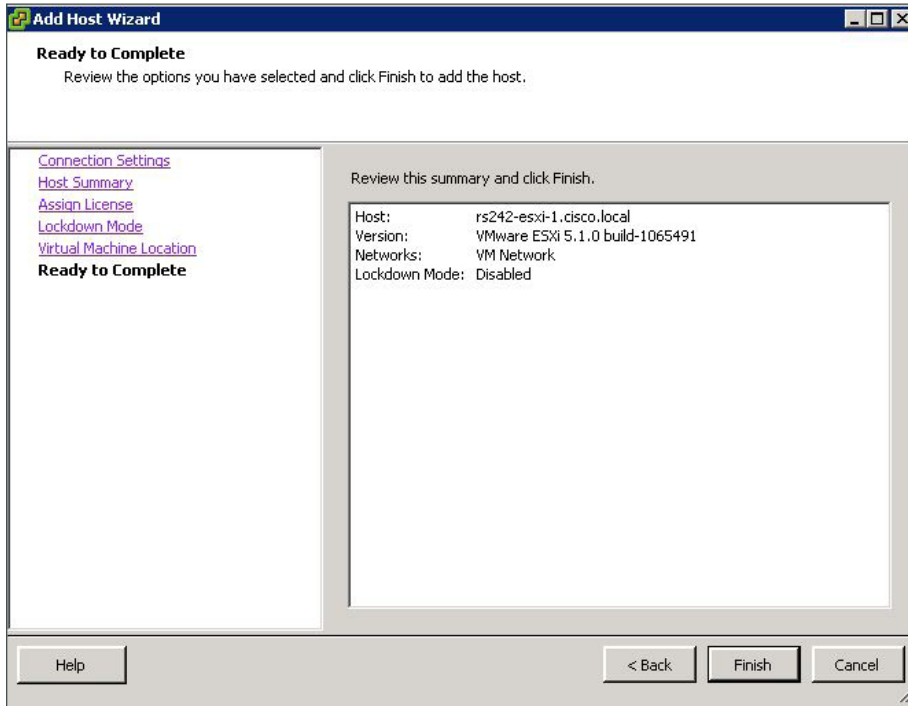 Add Host Wizard
Ready to Complete
Review the options you have selected and click Finish to add the host.
Connection Settings
Host Summary
Assign License
Lockdown Mode
Virtual Machine Location
Ready to Complete
Review this summary and click Finish.
Host: rs242-esxi-1.cisco.local
Version: VMware ESXi 5.1.0 build-1065491
Networks: VM Network
Lockdown Mode: Disabled
Help
< Back
Finish
Cancel